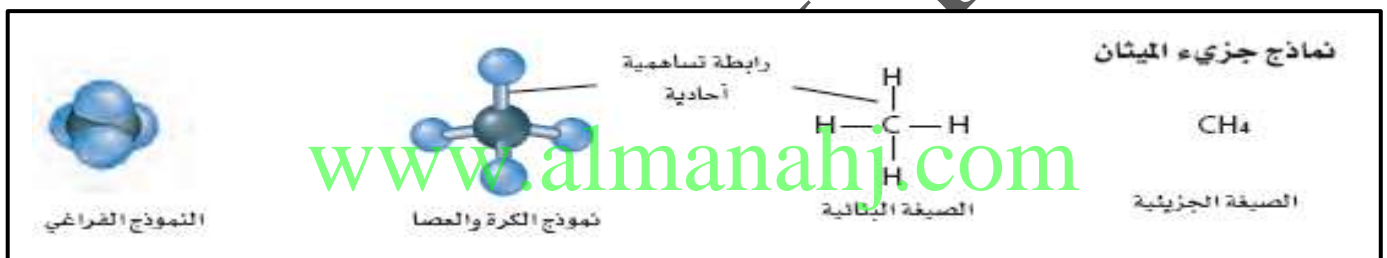 نماذج جزيء الميثان
CH4
الصيغة الجزيئية
H
H—C—H
H
الصيغة البنائية
رابطة تساهمية
أحادية
نموذج الكرة والعصا
النموذج الفراغي
www.almanahj.com